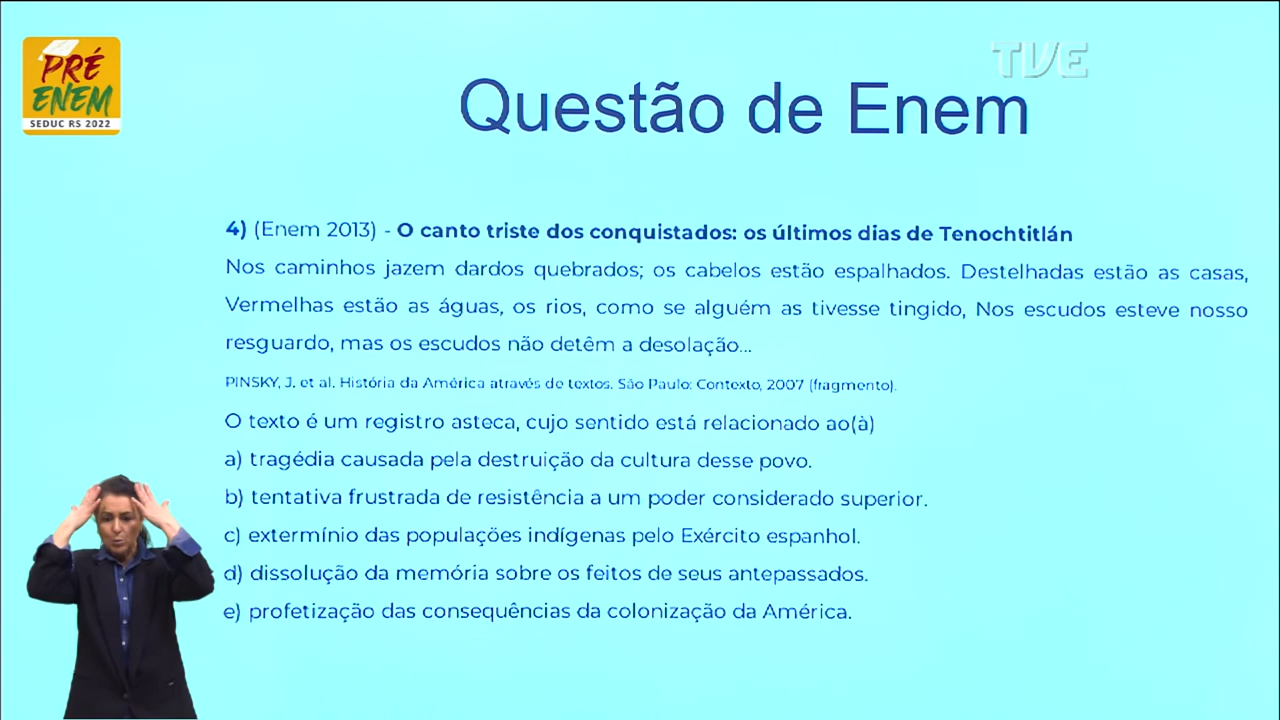 PRÉ
ENEM
SEDUC RS 2022
TVE
Questão de Enem
4) (Enem 2013) - O canto triste dos conquistados: os últimos dias de Tenochtitlán
Nos caminhos jazem dardos quebrados; os cabelos estão espalhados. Destelhadas estão as casas,
Vermelhas estão as águas, os rios, como se alguém as tivesse tingido, Nos escudos esteve nosso
resguardo, mas os escudos não detêm a desolação...
PINSKY, J. et al. História da América através de textos. São Paulo: Contexto, 2007 (fragmento).
O texto é um registro asteca, cujo sentido está relacionado ao(à)
a) tragédia causada pela destruição da cultura desse povo.
b) tentativa frustrada de resistência a um poder considerado superior.
c) extermínio das populações indígenas pelo Exército espanhol.
d) dissolução da memória sobre os feitos de seus antepassados.
e) profetização das consequências da colonização da América.